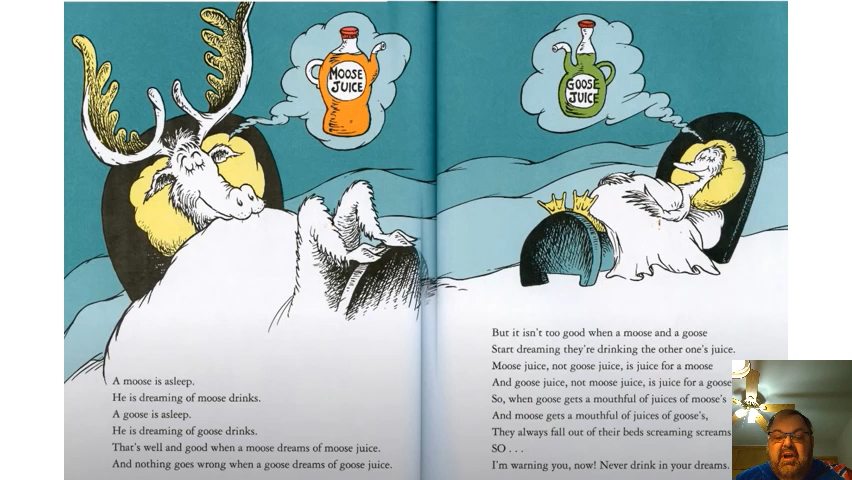 MOOSE
JUICE
GOOSE
JUICE
A moose is asleep.
He is dreaming of moose drinks.
A goose is asleep.
He is dreaming of goose drinks.
That's well and good when a moose dreams of moose juice.
And nothing goes wrong when a goose dreams of goose juice.
But it isn't too good when a moose and a goose
Start dreaming they're drinking the other one's juice.
Moose juice, not goose juice, is juice for a moose
And goose juice, not moose juice, is juice for a goose
So, when goose gets a mouthful of juices of moose's
And moose gets a mouthful of juices of goose's,
They always fall out of their beds screaming screams
SO . . .
I'm warning you, now! Never drink in your dreams.